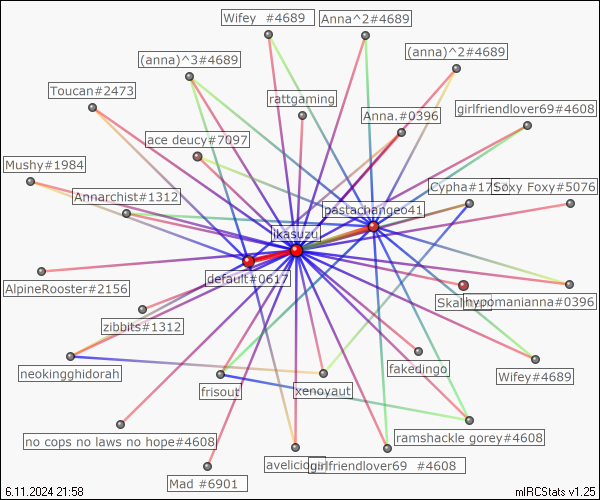 Wifey #4689
Anna^2#4689
(anna)^3#4689
(anna)^2#4689
Toucan#2473
rattgaming
girlfriendlover69#4608
Anna.#0396
ace deucy#7097
Mushy#1984
Annarchist#1312
Cypha#175
Soxy Foxy#5076
pastachangeo41
ikasuzu
default#0617
AlpineRooster#2156
hypomanianna#0396
zibbits#1312
neokingghidorah
fakedingo
Wifey#4689
frisout
xenoyaut
no cops no laws no hope#4608
ramshackle gorey#4608
girlfriendlover69 #4608
Mad #6901
6.11.2024 21:58
mIRCStats v1.25